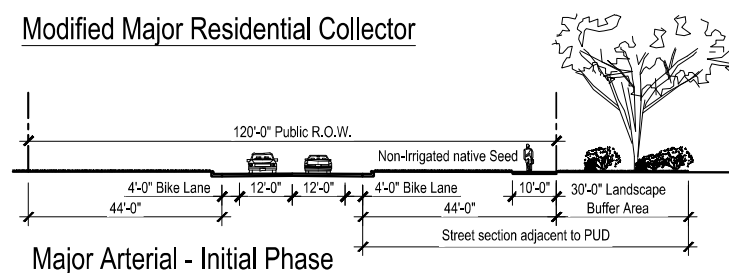 Modified Major Residential Collector
120'-0" Public R.O.W.
Non-Irrigated native Seed
4'-0" Bike Lane 12'-0" 12'-0" 4'-0" Bike Lane 10'-0" 30'-0" Landscape
44'-0" 44'-0" Buffer Area
Street section adjacent to PUD
Major Arterial - Initial Phase